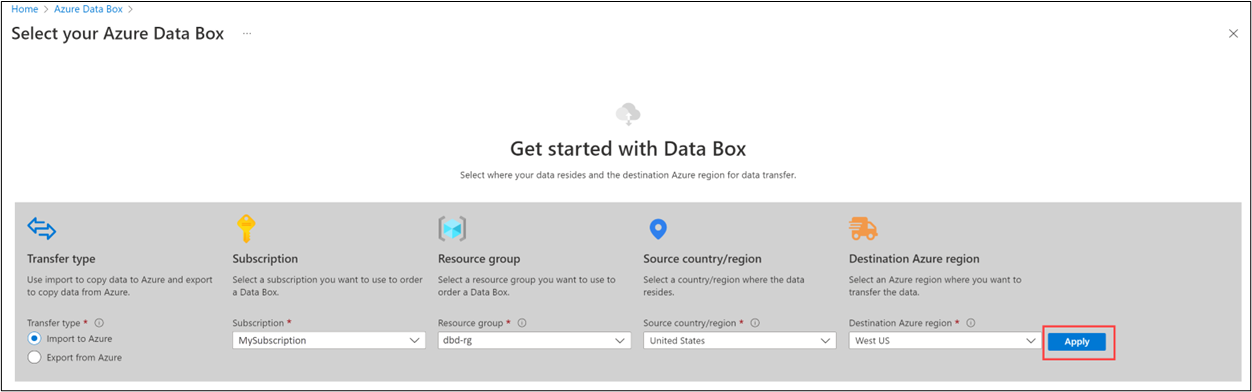 Home > Azure Data Box >
Select your Azure Data Box ...
Get started with Data Box
Select where your data resides and the destination Azure region for data transfer.
Transfer type
Use import to copy data to Azure and export
to copy data from Azure.
Transfer type *
Import to Azure
Export from Azure
Subscription
Select a subscription you want to use to order
a Data Box.
Subscription *
MySubscription
Resource group
Select a resource group you want to use to
order a Data Box.
Resource group *
dbd-rg
Source country/region
Select a country/region where the data
resides.
Source country/region *
United States
Destination Azure region
Select an Azure region where you want to
transfer the data.
Destination Azure region *
West US
Apply